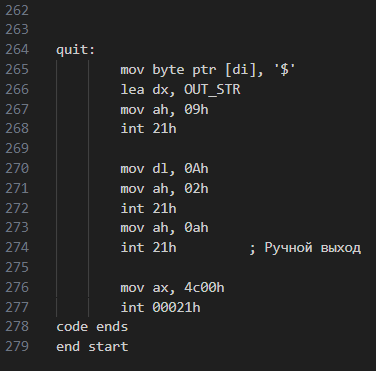 262
263
264 quit:
265 mov byte ptr [di], '$'
266 lea dx, OUT_STR
267 mov ah, 09h
268 int 21h
269
270 mov dl, 0Ah
271 mov ah, 02h
272 int 21h
273 mov ah, 0ah
274 int 21h ; Ручной выход
275
276 mov ax, 4c00h
277 int 00021h
278 code ends
279 end start